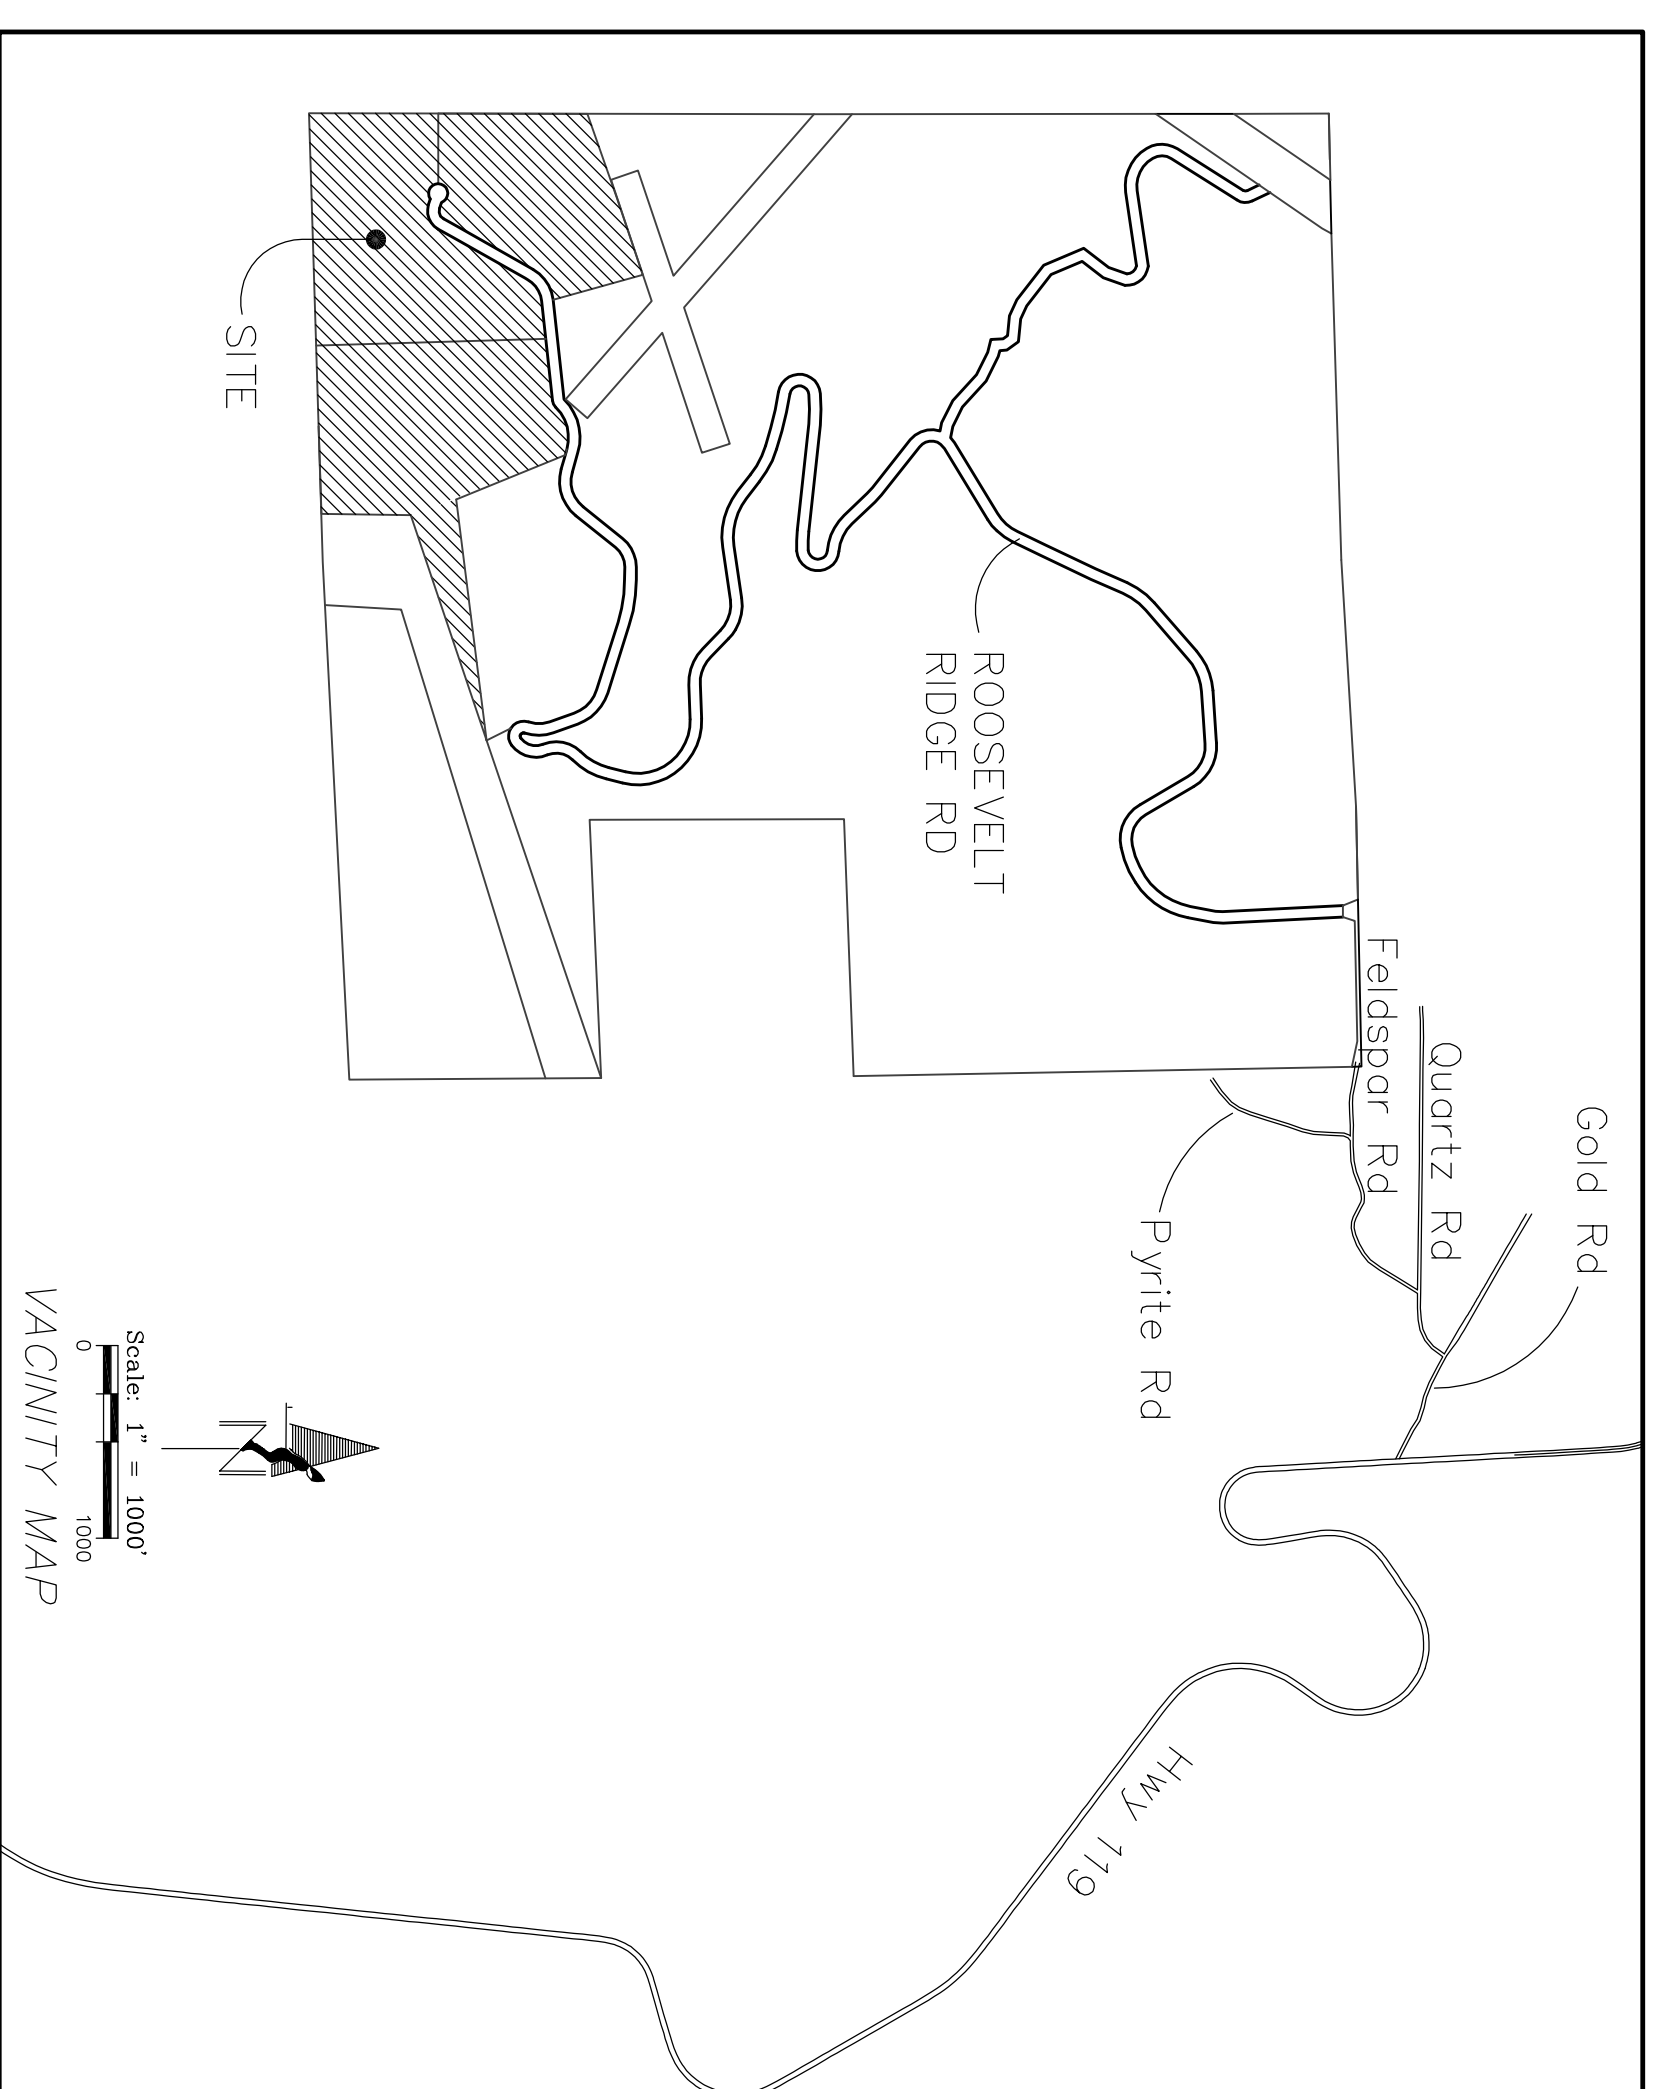 Gold Rd
Quartz Rd
Feldspar Rd
Pyrite Rd
ROOSEVELT
RIDGE RD
Hwy 119
SITE
N
Scale: 1" = 1000'
0 1000
VACINITY MAP